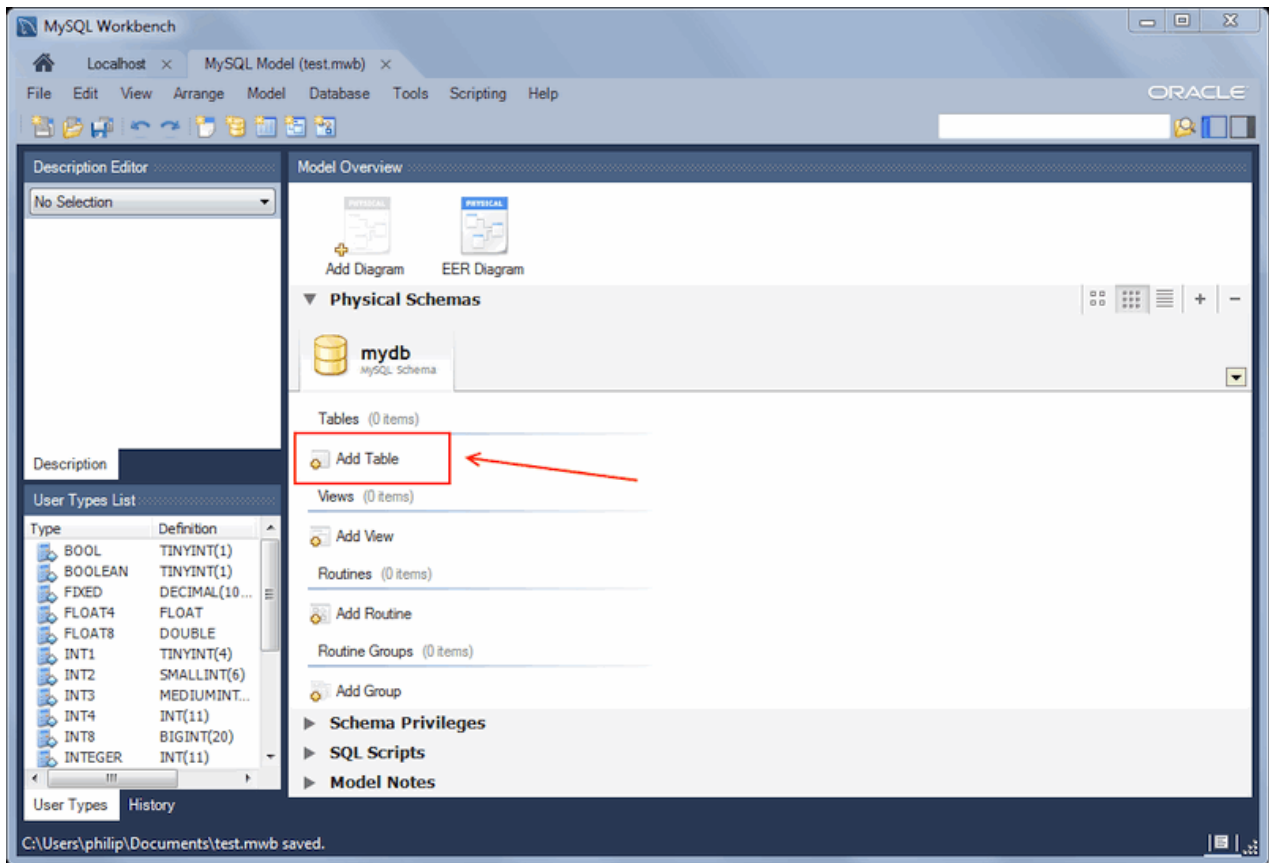 MySQL Workbench
Localhost
MySQL Model (test.mwb)
File Edit View Arrange Model Database Tools Scripting Help
ORACLE
Description Editor
No Selection
Description
User Types List
Type Definition
BOOL TINYINT(1)
BOOLEAN TINYINT(1)
FIXED DECIMAL(10...
FLOAT4 FLOAT
FLOAT8 DOUBLE
INT1 TINYINT(4)
INT2 SMALLINT(6)
INT3 MEDIUMINT...
INT4 INT(11)
INT8 BIGINT(20)
INTEGER INT(11)
User Types History
Model Overview
PHYSICAL PHYSICAL
Add Diagram EER Diagram
Physical Schemas
mydb
MySQL Schema
Tables (0 items)
Add Table
Views (0 items)
Add View
Routines (0 items)
Add Routine
Routine Groups (0 items)
Add Group
Schema Privileges
SQL Scripts
Model Notes
C:\Users\philip\Documents\test.mwb saved.